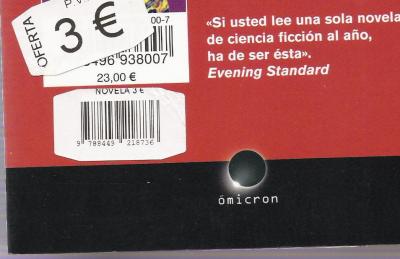 P.V.
OFERTA
3 €
00-7
496 938007
23,00 €
NOVELA 3 €
9 788449 218736
«Si usted lee una sola novela
de ciencia ficción al año,
ha de ser ésta».
Evening Standard
ómicron